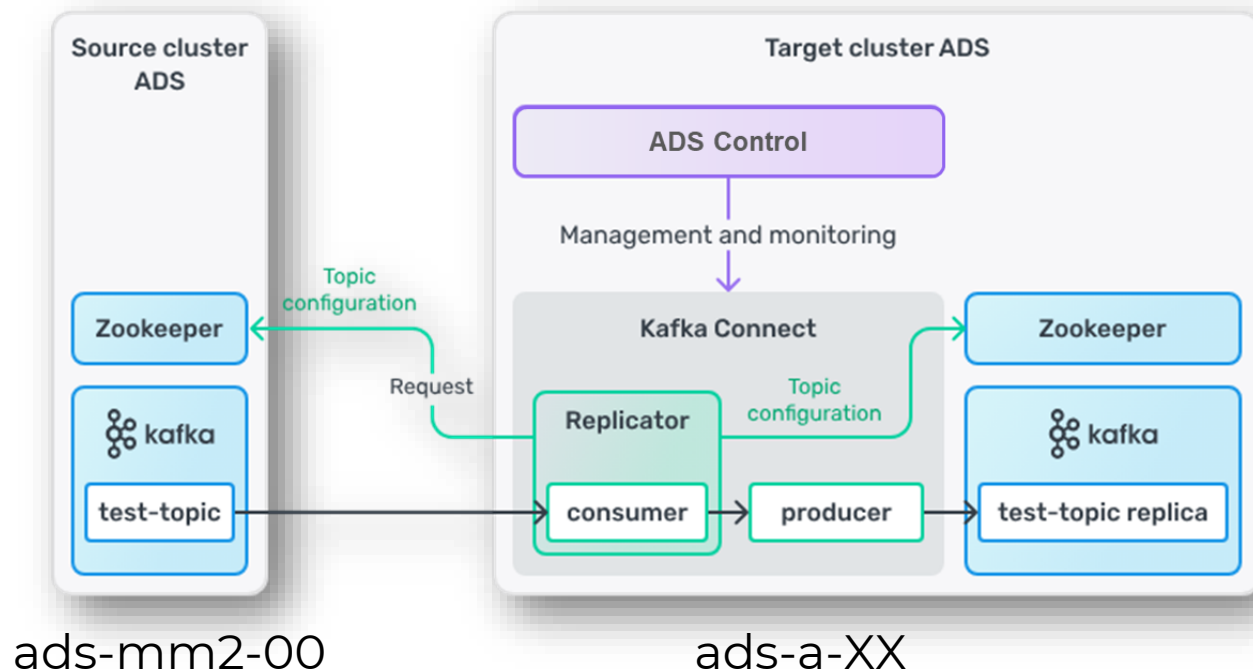 Source cluster
ADS
Target cluster ADS
ADS Control
Management and monitoring
Topic
configuration
Zookeeper
Kafka Connect
Zookeeper
Request
Topic
configuration
Replicator
kafka
kafka
test-topic
consumer
producer
test-topic replica
ads-mm2-00
ads-a-XX